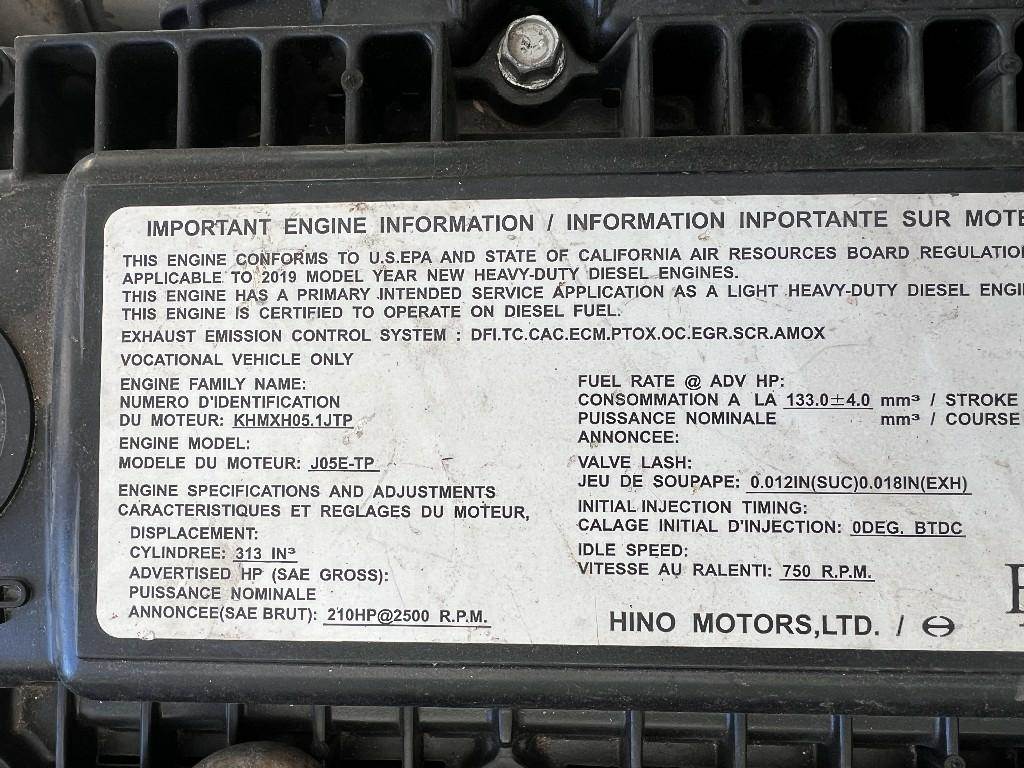 IMPORTANT ENGINE INFORMATION / INFORMATION INPORTANTE SUR
THIS ENGINE CONFORMS TO U.S.EPA AND STATE OF CALIFORNIA AIR RESOURCES BOARD
APPLICABLE TO 2019 MODEL YEAR NEW HEAVY-DUTY DIESEL ENGINES.
THIS ENGINE HAS A PRIMARY INTENDED SERVICE APPLICATION AS A LIGHT HEAVY-DUTY DIESEL
THIS ENGINE IS CERTIFIED TO OPERATE ON DIESEL FUEL.
EXHAUST EMISSION CONTROL SYSTEM : DFI.TC.CAC.ECM.PTOX.OC.EGR.SCR.AMOX
VOCATIONAL VEHICLE ONLY
ENGINE FAMILY NAME:
NUMERO D'IDENTIFICATION
DU MOTEUR: KHMXH05.1JTP
ENGINE MODEL:
MODELE DU MOTEUR: J05E-TP
ENGINE SPECIFICATIONS AND ADJUSTMENTS
CARACTERISTIQUES ET REGLAGES DU MOTEUR,
DISPLACEMENT:
CYLINDREE: 313 IN³
ADVERTISED HP (SAE GROSS):
PUISSANCE NOMINALE
ANNONCEE(SAE BRUT): 210HP@2500 R.P.M.
FUEL RATE @ ADV HP:
CONSOMMATION A LA 133.0±4.0 mm³ / STROKE
PUISSANCE NOMINALE mm³ / COURSE
ANNONCEE:
VALVE LASH:
JEU DE SOUPAPE: 0.012IN(SUC)0.018IN(EXH)
INITIAL INJECTION TIMING:
CALAGE INITIAL D'INJECTION: 0DEG. BTDC
IDLE SPEED:
VITESSE AU RALENTI: 750 R.P.M.
HINO MOTORS,LTD. /